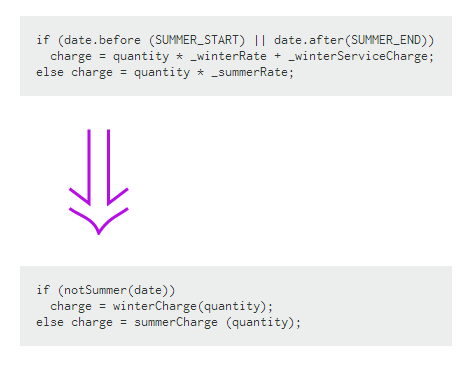 if (date.before (SUMMER_START) || date.after(SUMMER_END))
  charge = quantity * _winterRate + _winterServiceCharge;
else charge = quantity * _summerRate;
if (notSummer(date))
  charge = winterCharge(quantity);
else charge = summerCharge (quantity);